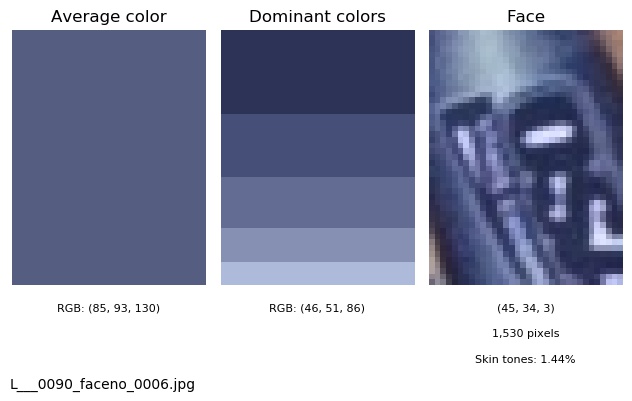 Average color
Dominant colors
Face
RGB: (85, 93, 130)
RGB: (46, 51, 86)
(45, 34, 3)
1,530 pixels
Skin tones: 1.44%
L___0090_faceno_0006.jpg